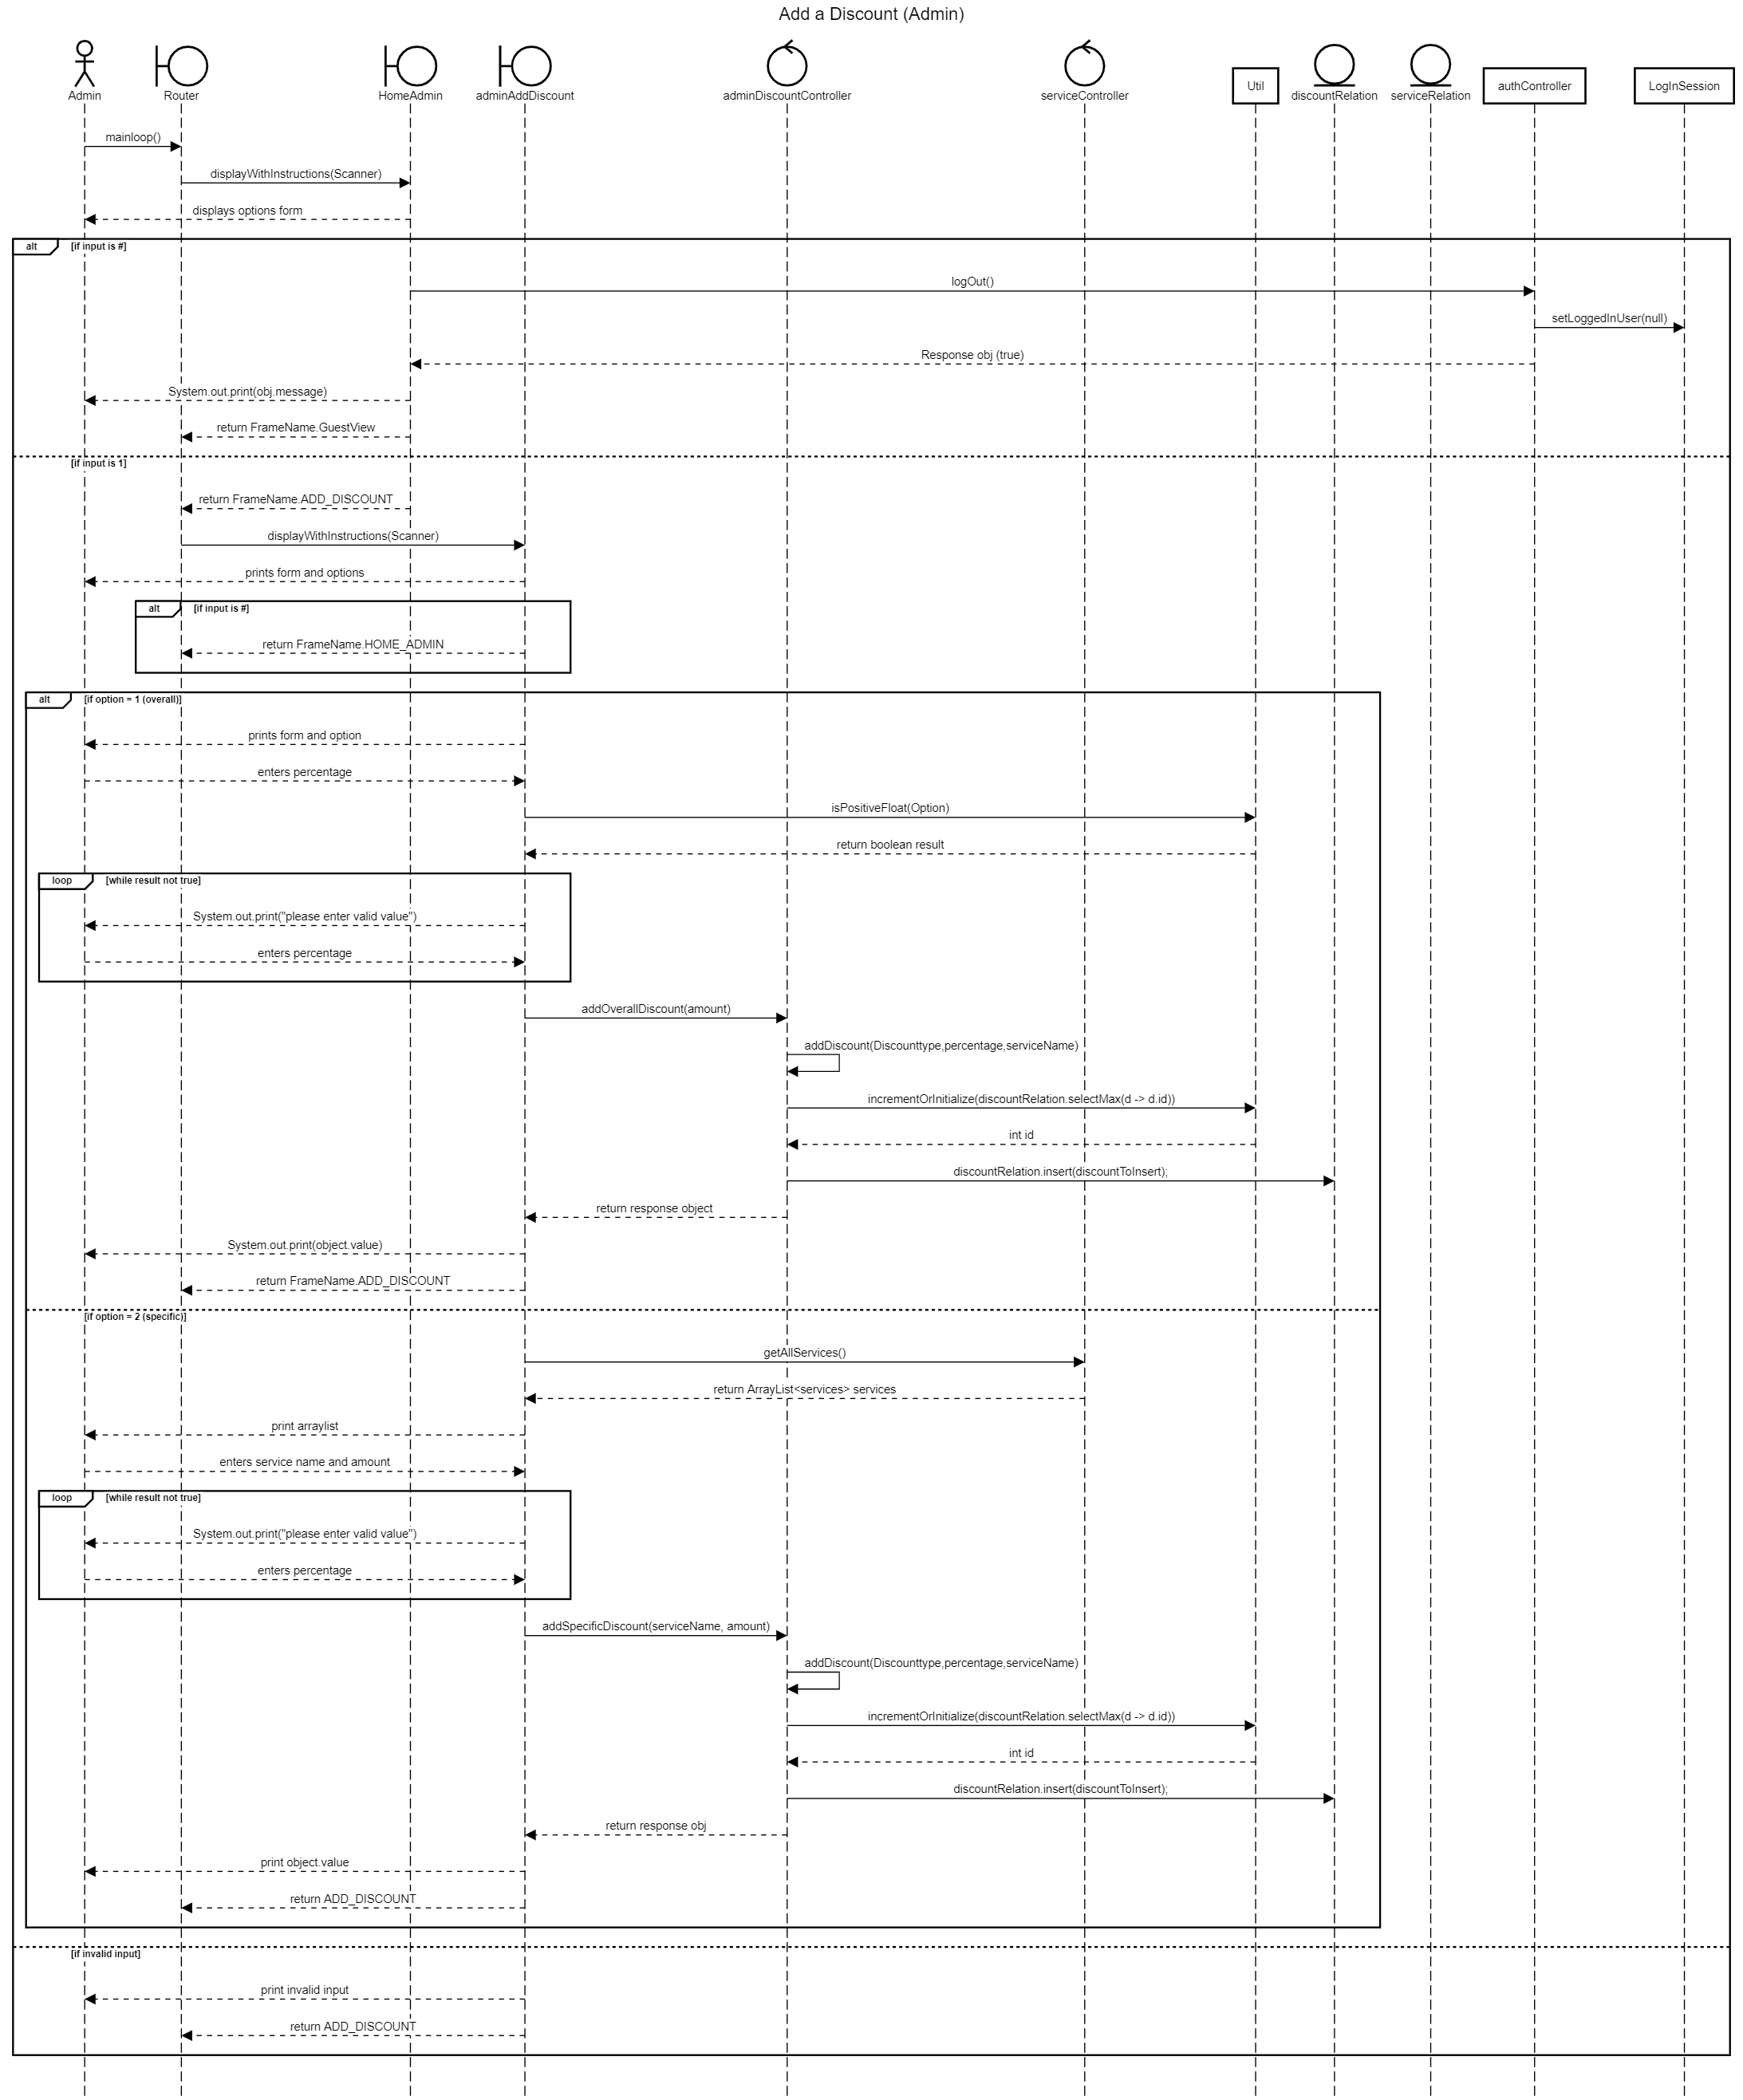 Add a Discount (Admin)
Admin
Router
HomeAdmin
adminAddDiscount
adminDiscountController
serviceController
Util
discountRelation
serviceRelation
authController
LogInSession
mainloop()
displayWithInstructions(Scanner)
displays options form
alt [if input is #]
logOut()
setLoggedInUser(null)
Response obj (true)
System.out.print(obj.message)
return FrameName.GuestView
[if input is 1]
return FrameName.ADD_DISCOUNT
displayWithInstructions(Scanner)
prints form and options
alt [if input is #]
return FrameName.HOME_ADMIN
alt [if option = 1 (overall)]
prints form and option
enters percentage
isPositiveFloat(Option)
return boolean result
loop [while result not true]
System.out.print("please enter valid value")
enters percentage
addOverallDiscount(amount)
addDiscount(Discounttype,percentage,serviceName)
incrementOrInitialize(discountRelation.selectMax(d -> d.id))
int id
discountRelation.insert(discountToInsert);
return response object
System.out.print(object.value)
return FrameName.ADD_DISCOUNT
[if option = 2 (specific)]
getAllServices()
return ArrayList<services> services
print arraylist
enters service name and amount
loop [while result not true]
System.out.print("please enter valid value")
enters percentage
addSpecificDiscount(serviceName, amount)
addDiscount(Discounttype,percentage,serviceName)
incrementOrInitialize(discountRelation.selectMax(d -> d.id))
int id
discountRelation.insert(discountToInsert);
return response obj
print object.value
return ADD_DISCOUNT
[if invalid input]
print invalid input
return ADD_DISCOUNT